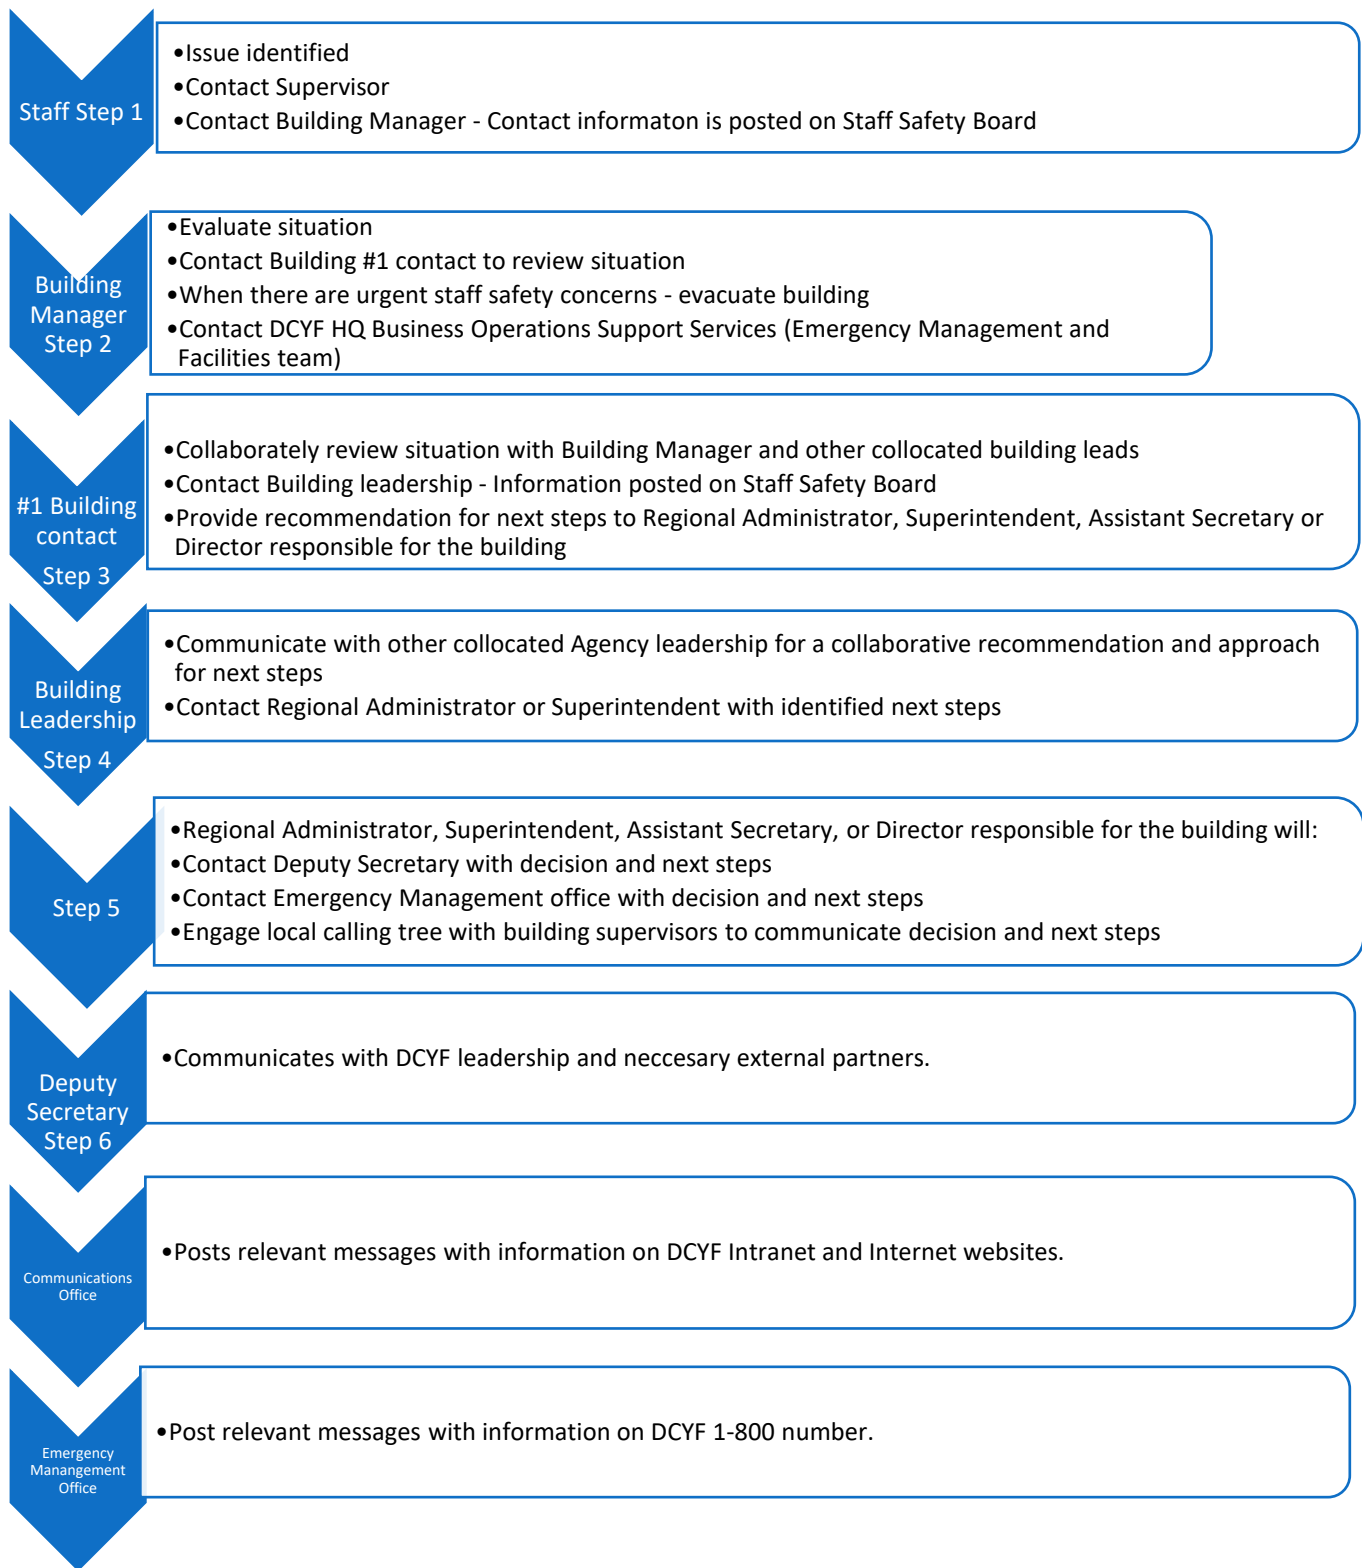 Staff Step 1
•Issue identified
•Contact Supervisor
•Contact Building Manager - Contact informaton is posted on Staff Safety Board
Building
Manager
Step 2
•Evaluate situation
•Contact Building #1 contact to review situation
•When there are urgent staff safety concerns - evacuate building
•Contact DCYF HQ Business Operations Support Services (Emergency Management and
Facilities team)
#1 Building
contact
Step 3
•Collaborately review situation with Building Manager and other collocated building leads
•Contact Building leadership - Information posted on Staff Safety Board
•Provide recommendation for next steps to Regional Administrator, Superintendent, Assistant Secretary or
Director responsible for the building
Building
Leadership
Step 4
•Communicate with other collocated Agency leadership for a collaborative recommendation and approach
for next steps
•Contact Regional Administrator or Superintendent with identified next steps
Step 5
•Regional Administrator, Superintendent, Assistant Secretary, or Director responsible for the building will:
•Contact Deputy Secretary with decision and next steps
•Contact Emergency Management office with decision and next steps
•Engage local calling tree with building supervisors to communicate decision and next steps
Deputy
Secretary
Step 6
•Communicates with DCYF leadership and neccesary external partners.
Communications
Office
•Posts relevant messages with information on DCYF Intranet and Internet websites.
Emergency
Manangement
Office
•Post relevant messages with information on DCYF 1-800 number.